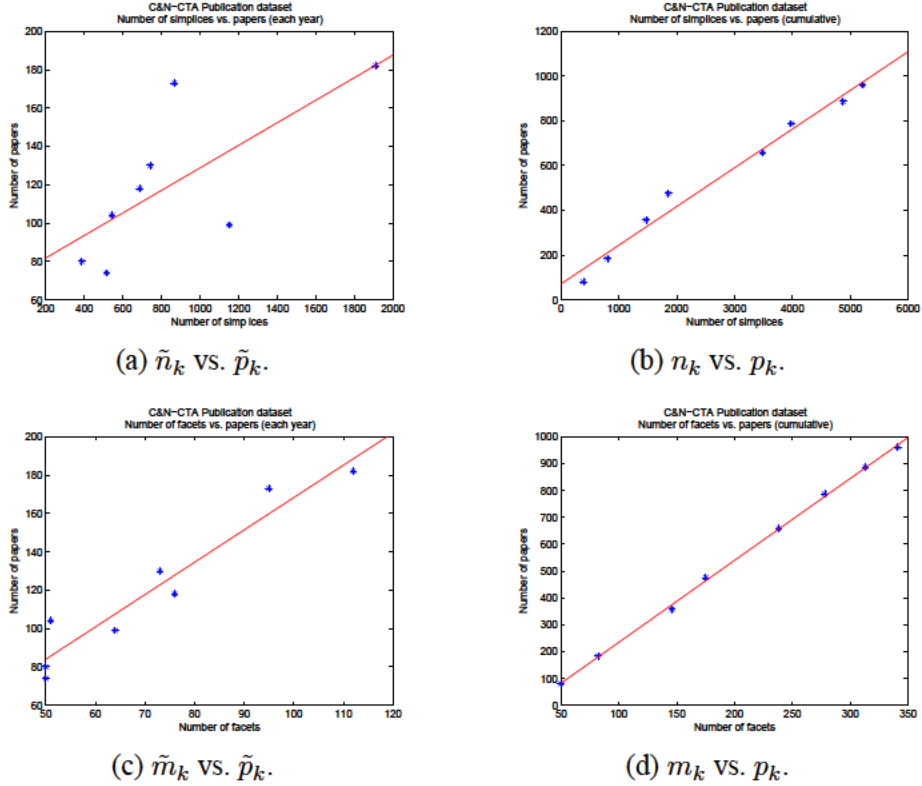 C&N-CTA Publication dataset
Number of simplices vs. papers (each year)
200
180
160
140
120
100
80
60
200 400 600 800 1000 1200 1400 1600 1800 2000
Number of papers
Number of simplices
(a) ñₖ vs. p̃ₖ.
C&N-CTA Publication dataset
Number of simplices vs. papers (cumulative)
1200
1000
800
600
400
200
0
0 1000 2000 3000 4000 5000 6000
Number of papers
Number of simplices
(b) nₖ vs. pₖ.
C&N-CTA Publication dataset
Number of facets vs. papers (each year)
200
180
160
140
120
100
80
60
50 60 70 80 90 100 110 120
Number of papers
Number of facets
(c) m̃ₖ vs. p̃ₖ.
C&N-CTA Publication dataset
Number of facets vs. papers (cumulative)
1000
900
800
700
600
500
400
300
200
100
0
50 100 150 200 250 300 350
Number of papers
Number of facets
(d) mₖ vs. pₖ.